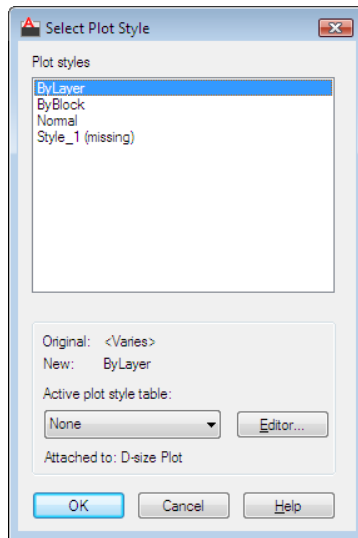 Select Plot Style
Plot styles
ByLayer
ByBlock
Normal
Style_1 (missing)
Original: <Varies>
New: ByLayer
Active plot style table:
None Editor...
Attached to: D-size Plot
OK Cancel Help